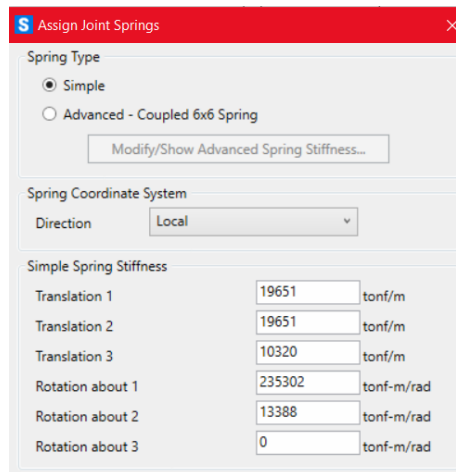 S Assign Joint Springs
Spring Type
Simple
Advanced - Coupled 6x6 Spring
Modify/Show Advanced Spring Stiffness...
Spring Coordinate System
Direction Local
Simple Spring Stiffness
Translation 1 19651 tonf/m
Translation 2 19651 tonf/m
Translation 3 10320 tonf/m
Rotation about 1 235302 tonf-m/rad
Rotation about 2 13388 tonf-m/rad
Rotation about 3 0 tonf-m/rad